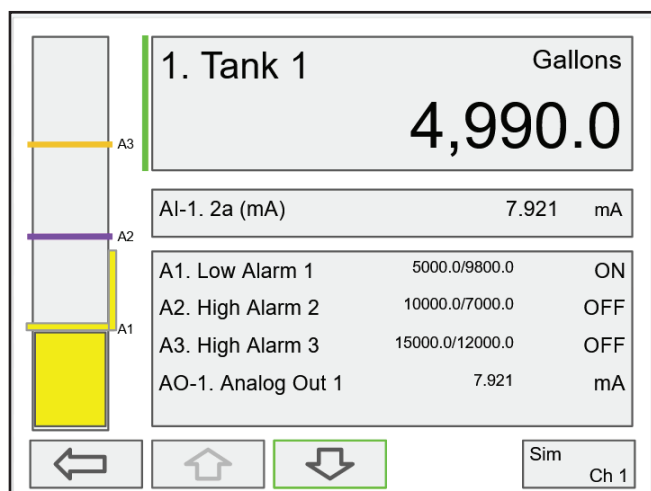 1. Tank 1 Gallons
4,990.0
A3
AI-1. 2a (mA) 7.921 mA
A2
A1. Low Alarm 1 5000.0/9800.0 ON
A2. High Alarm 2 10000.0/7000.0 OFF
A1
A3. High Alarm 3 15000.0/12000.0 OFF
AO-1. Analog Out 1 7.921 mA
Sim
Ch 1